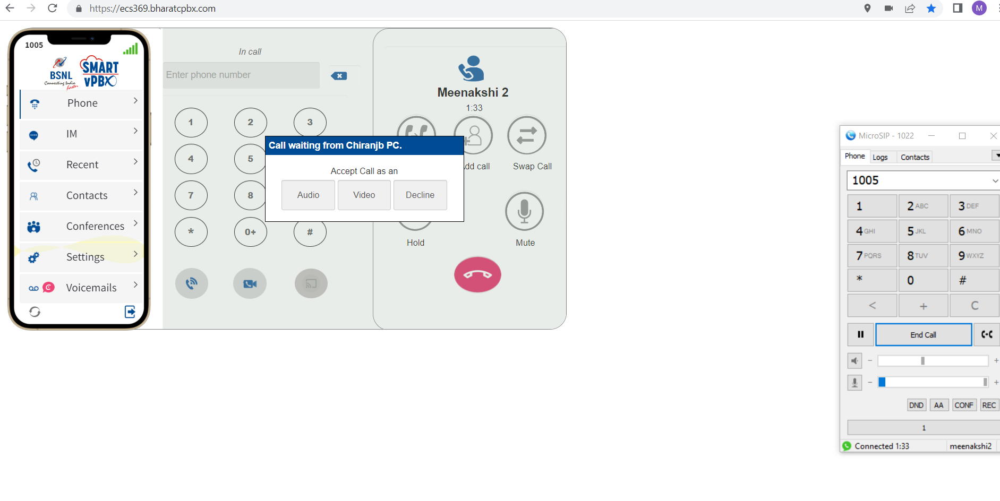 https://ecs369.bharatcpbx.com
M
1005
BSNL
Connecting India
faster
SMART
vPBX
Phone
IM
Recent
Contacts
Conferences
Settings
Voicemails
In call
Enter phone number
1
2
3
4
5
7
8
*
0+
#
Meenakshi 2
1:33
dd call
Swap Call
Hold
Mute
Call waiting from Chiranjb PC.
Accept Call as an
Audio
Video
Decline
MicroSIP - 1022
Phone
Logs
Contacts
1005
1
2 ABC
3 DEF
4 GHI
5 JKL
6 MNO
7 PQRS
8 TUV
9 WXYZ
*
0
#
<
+
C
End Call
- +
- +
DND
AA
CONF
REC
1
Connected 1:33
meenakshi2